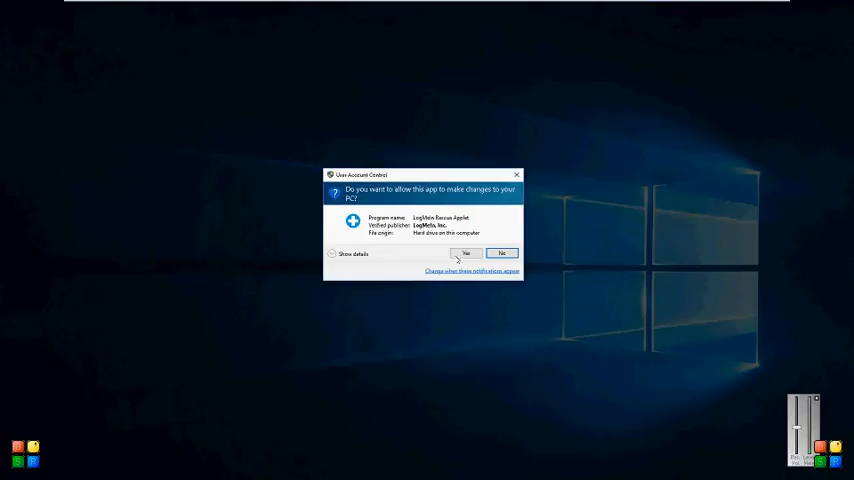 User Account Control
Do you want to allow this app to make changes to your
PC?
Program name: LogMeIn Rescue Applet
Verified publisher: LogMeIn, Inc.
File origin: Hard drive on this computer
Show details
Yes
No
Change when these notifications appear
S R
S R